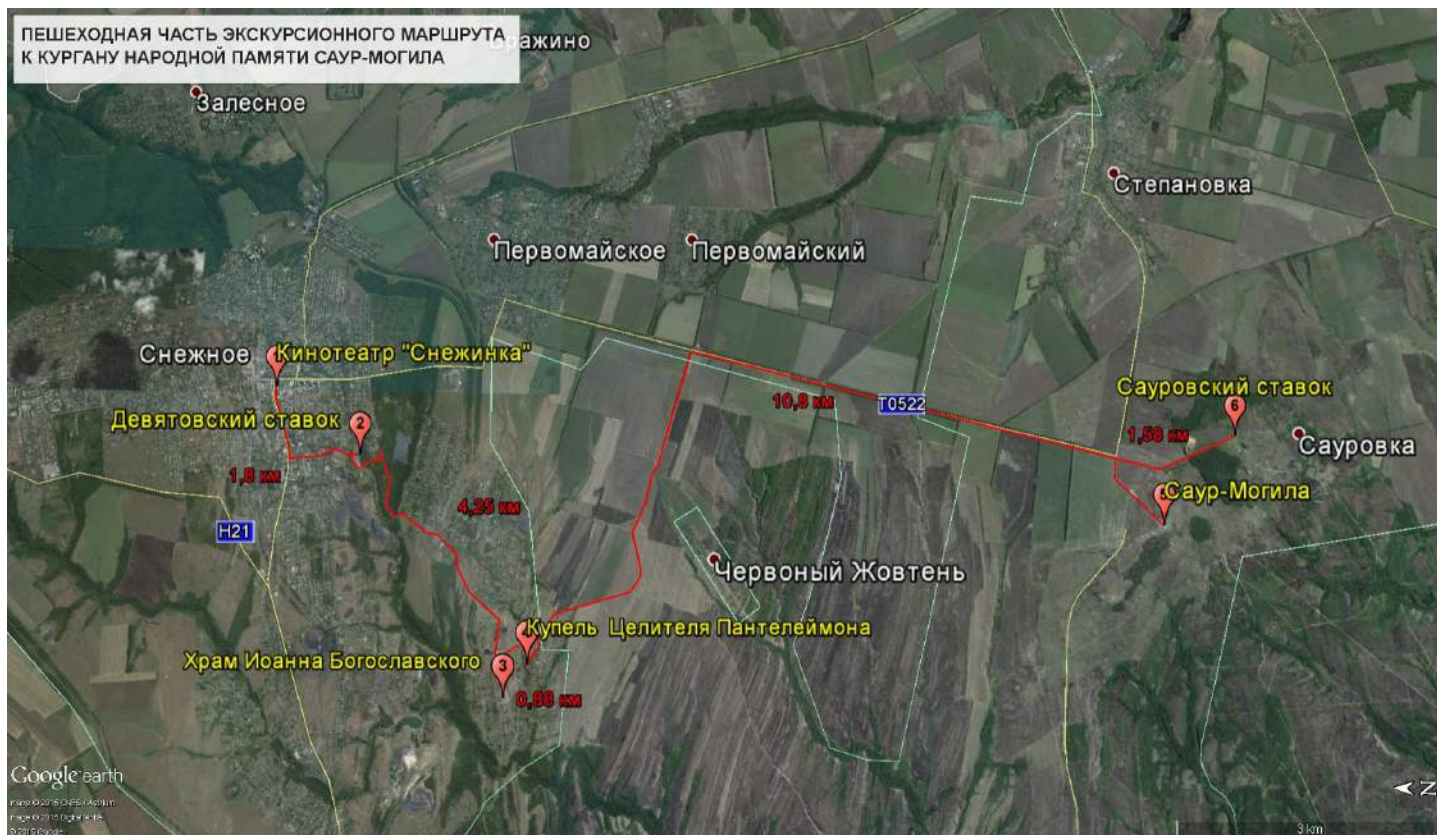 ПЕШЕХОДНАЯ ЧАСТЬ ЭКСКУРСИОННОГО МАРШРУТА
К КУРГАНУ НАРОДНОЙ ПАМЯТИ САУР-МОГИЛА
Залесное
Степановка
Первомайское
Первомайский
Снежное
Кинотеатр "Снежинка"
Сауровский ставок
Девятовский ставок
2
10,8 км
T0522
6
1,58 км
Сауровка
1,8 км
Саур-Могила
4,25 км
H21
Червоный Жовтень
Купель Целителя Пантелеймона
Храм Иоанна Богославского
3
0,88 км
Google earth
N
© 2015 Google
3 km